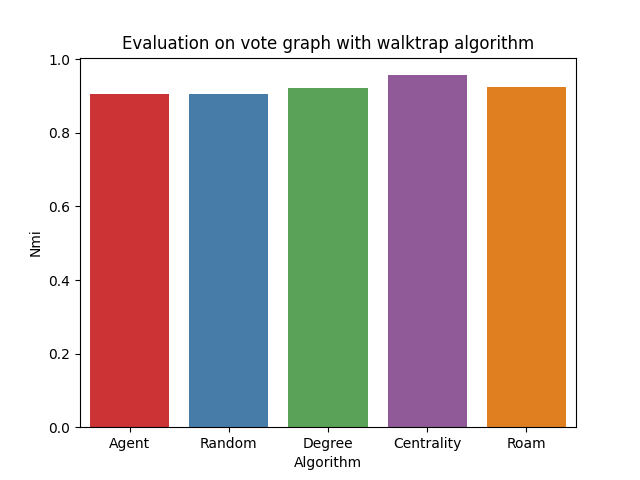 Evaluation on vote graph with walktrap algorithm
1.0
0.8
0.6
0.4
0.2
0.0
Nmi
Agent Random Degree Centrality Roam
Algorithm